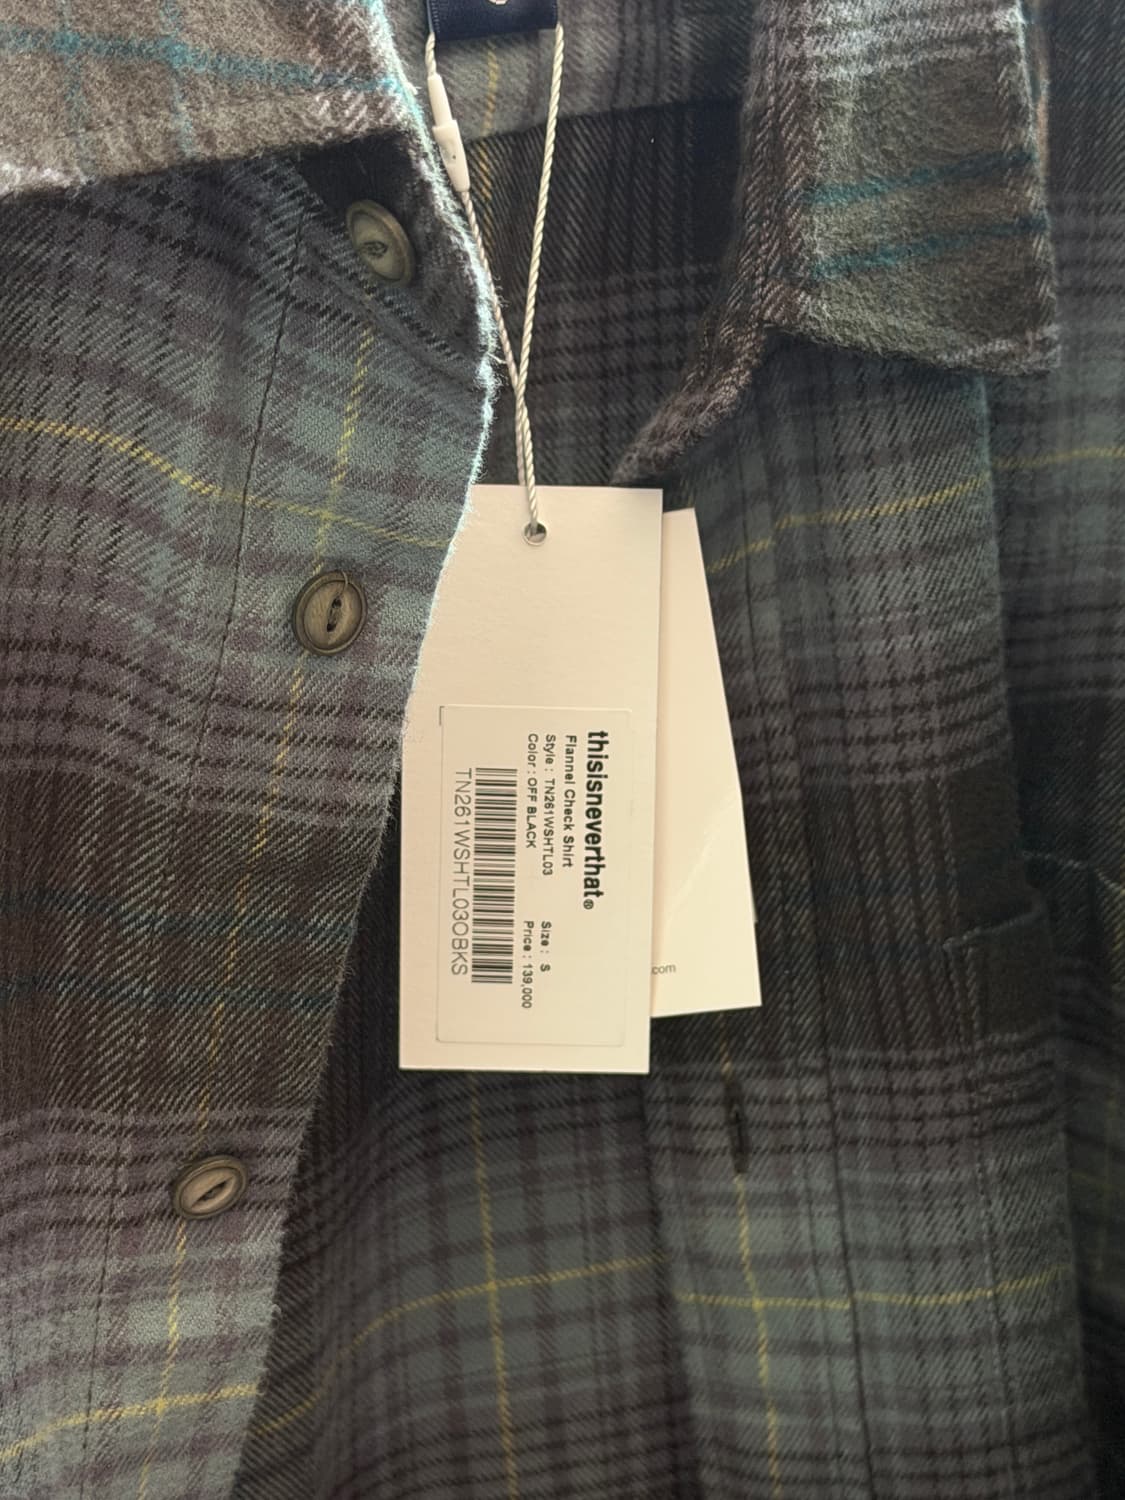 thisisneverthat®
Flannel Check Shirt
Style : TN261WSHTL03 Size : S
Color : OFF BLACK Price : 139,000
TN261WSHTL03OBKS
com